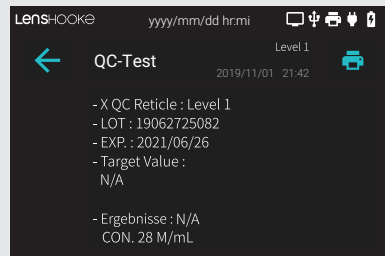 LENSHOOKE yyyy/mm/dd hr:mi
Level 1
QC-Test
2019/11/01 21:42
- X QC Reticle : Level 1
- LOT : 19062725082
- EXP. : 2021/06/26
- Target Value :
N/A
- Ergebnisse : N/A
CON. 28 M/mL